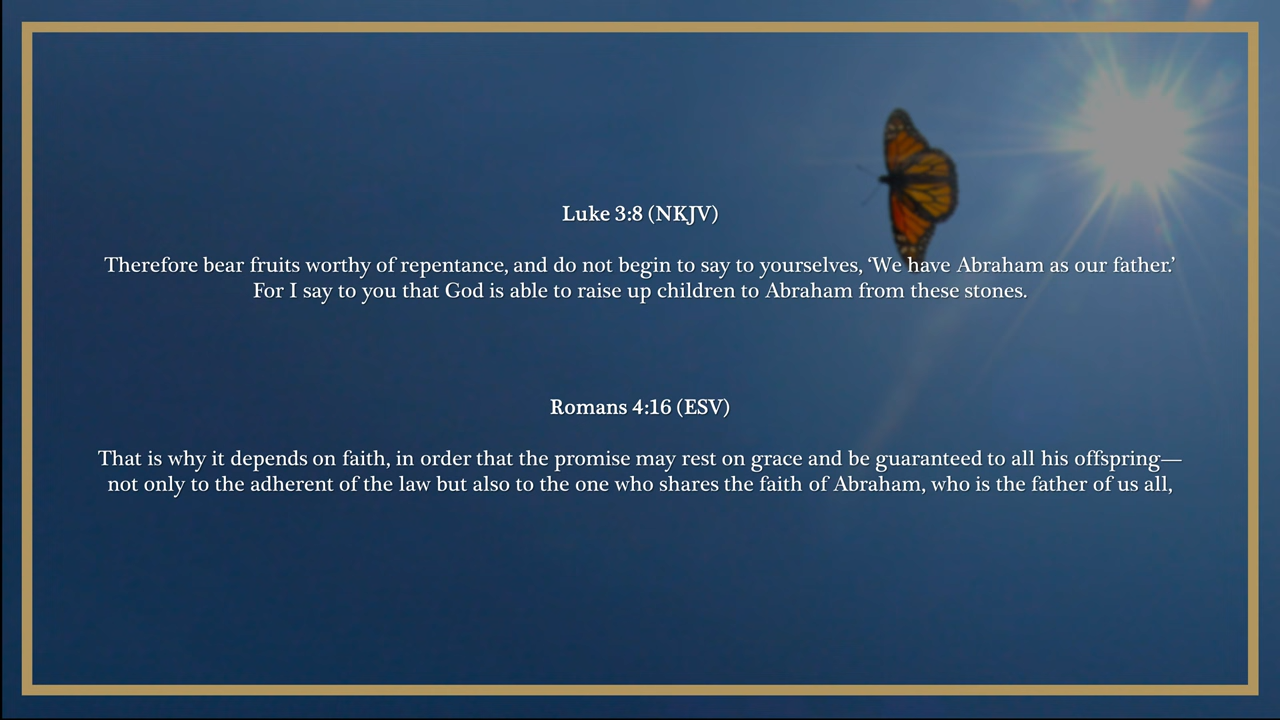 Luke 3:8 (NKJV)
Therefore bear fruits worthy of repentance, and do not begin to say to yourselves, ‘We have Abraham as our father.’
For I say to you that God is able to raise up children to Abraham from these stones.
Romans 4:16 (ESV)
That is why it depends on faith, in order that the promise may rest on grace and be guaranteed to all his offspring—
not only to the adherent of the law but also to the one who shares the faith of Abraham, who is the father of us all,